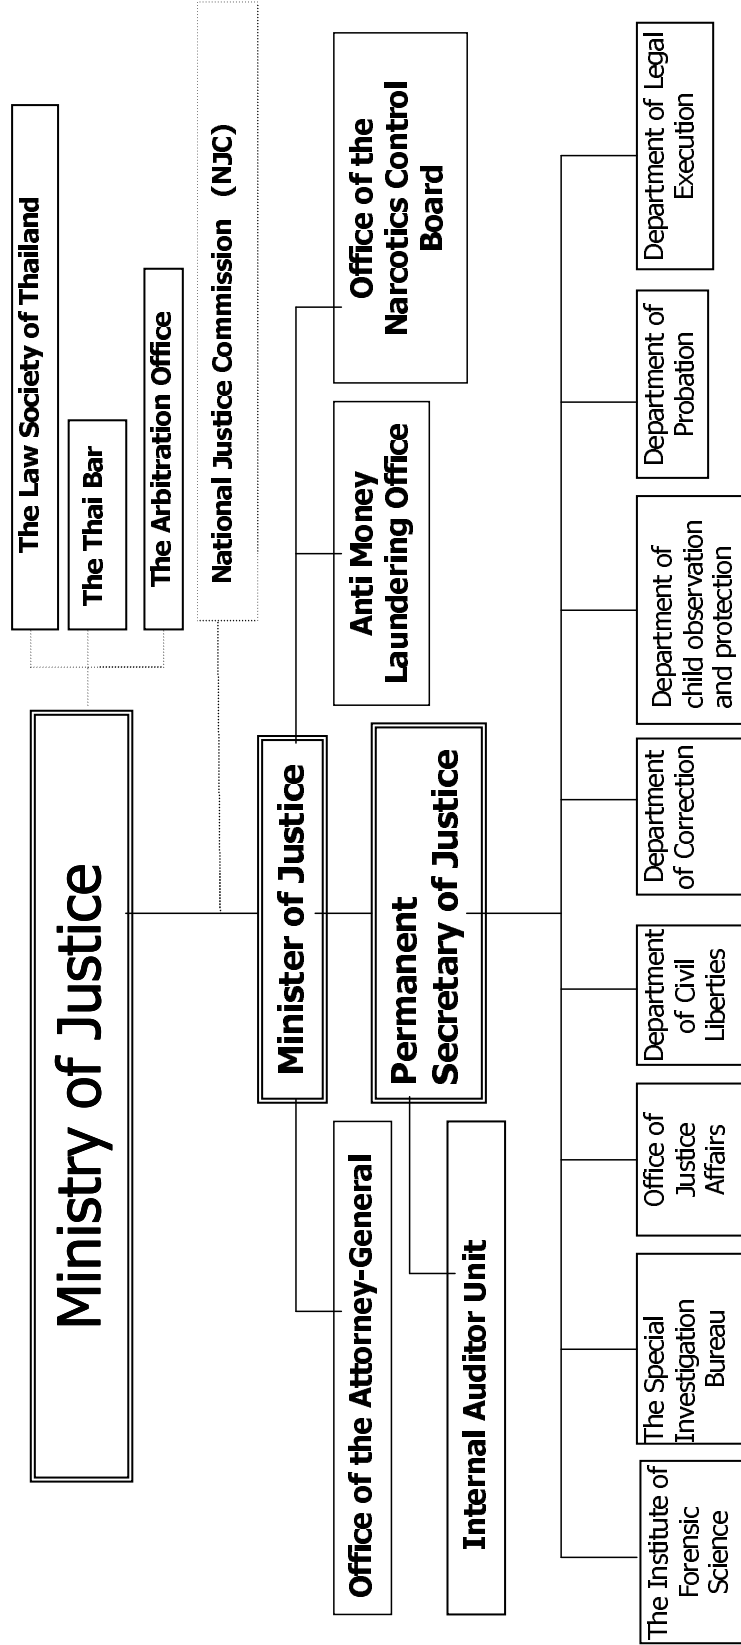 Ministry of Justice
The Law Society of Thailand
The Thai Bar
The Arbitration Office
National Justice Commission (NJC)
Minister of Justice
Office of the Attorney-General
Anti Money
Laundering Office
Office of the
Narcotics Control
Board
Permanent
Secretary of Justice
Internal Auditor Unit
The Institute of
Forensic
Science
The Special
Investigation
Bureau
Office of
Justice
Affairs
Department
of Civil
Liberties
Department
of Correction
Department of
child observation
and protection
Department of
Probation
Department of Legal
Execution